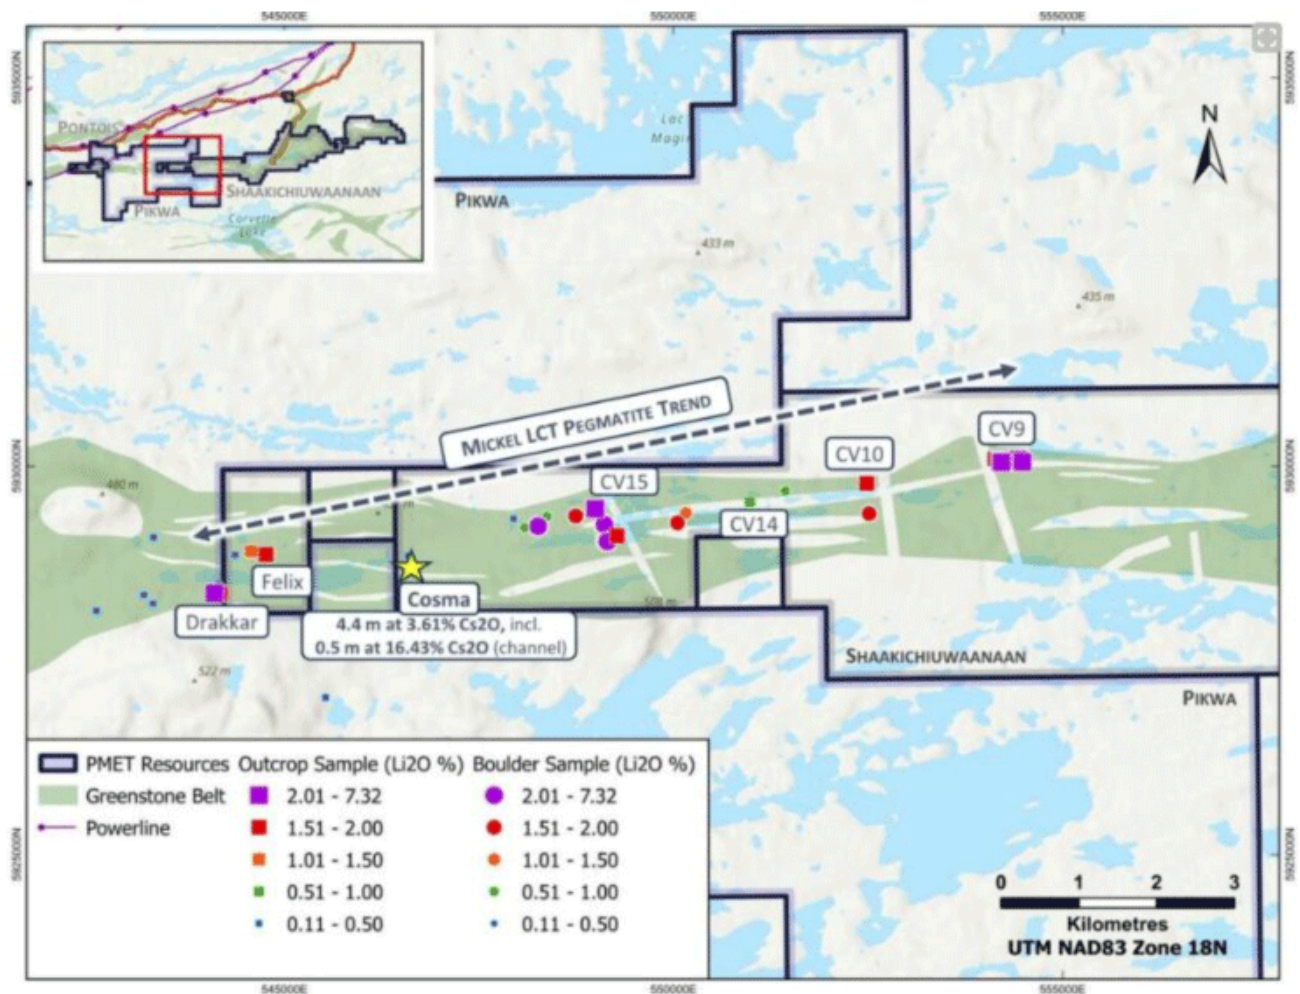 545000E
550000E
555000E
5935000N
5935000N
PONTOIS
SHAAKICHIUWAANAAN
PIKWA
Corvette
Lake
Lac
Magin
N
PIKWA
433 m
435 m
MICKEL LCT PEGMATITE TREND
CV9
CV10
CV15
CV14
5930000N
5930000N
480 m
Felix
Drakkar
Cosma
4.4 m at 3.61% Cs2O, incl.
0.5 m at 16.43% Cs2O (channel)
522 m
SHAAKICHIUWAANAAN
PIKWA
PMET Resources
Greenstone Belt
Powerline
Outcrop Sample (Li2O %)
2.01 - 7.32
1.51 - 2.00
1.01 - 1.50
0.51 - 1.00
0.11 - 0.50
Boulder Sample (Li2O %)
2.01 - 7.32
1.51 - 2.00
1.01 - 1.50
0.51 - 1.00
0.11 - 0.50
5925000N
5925000N
0 1 2 3
Kilometres
UTM NAD83 Zone 18N
545000E
550000E
555000E